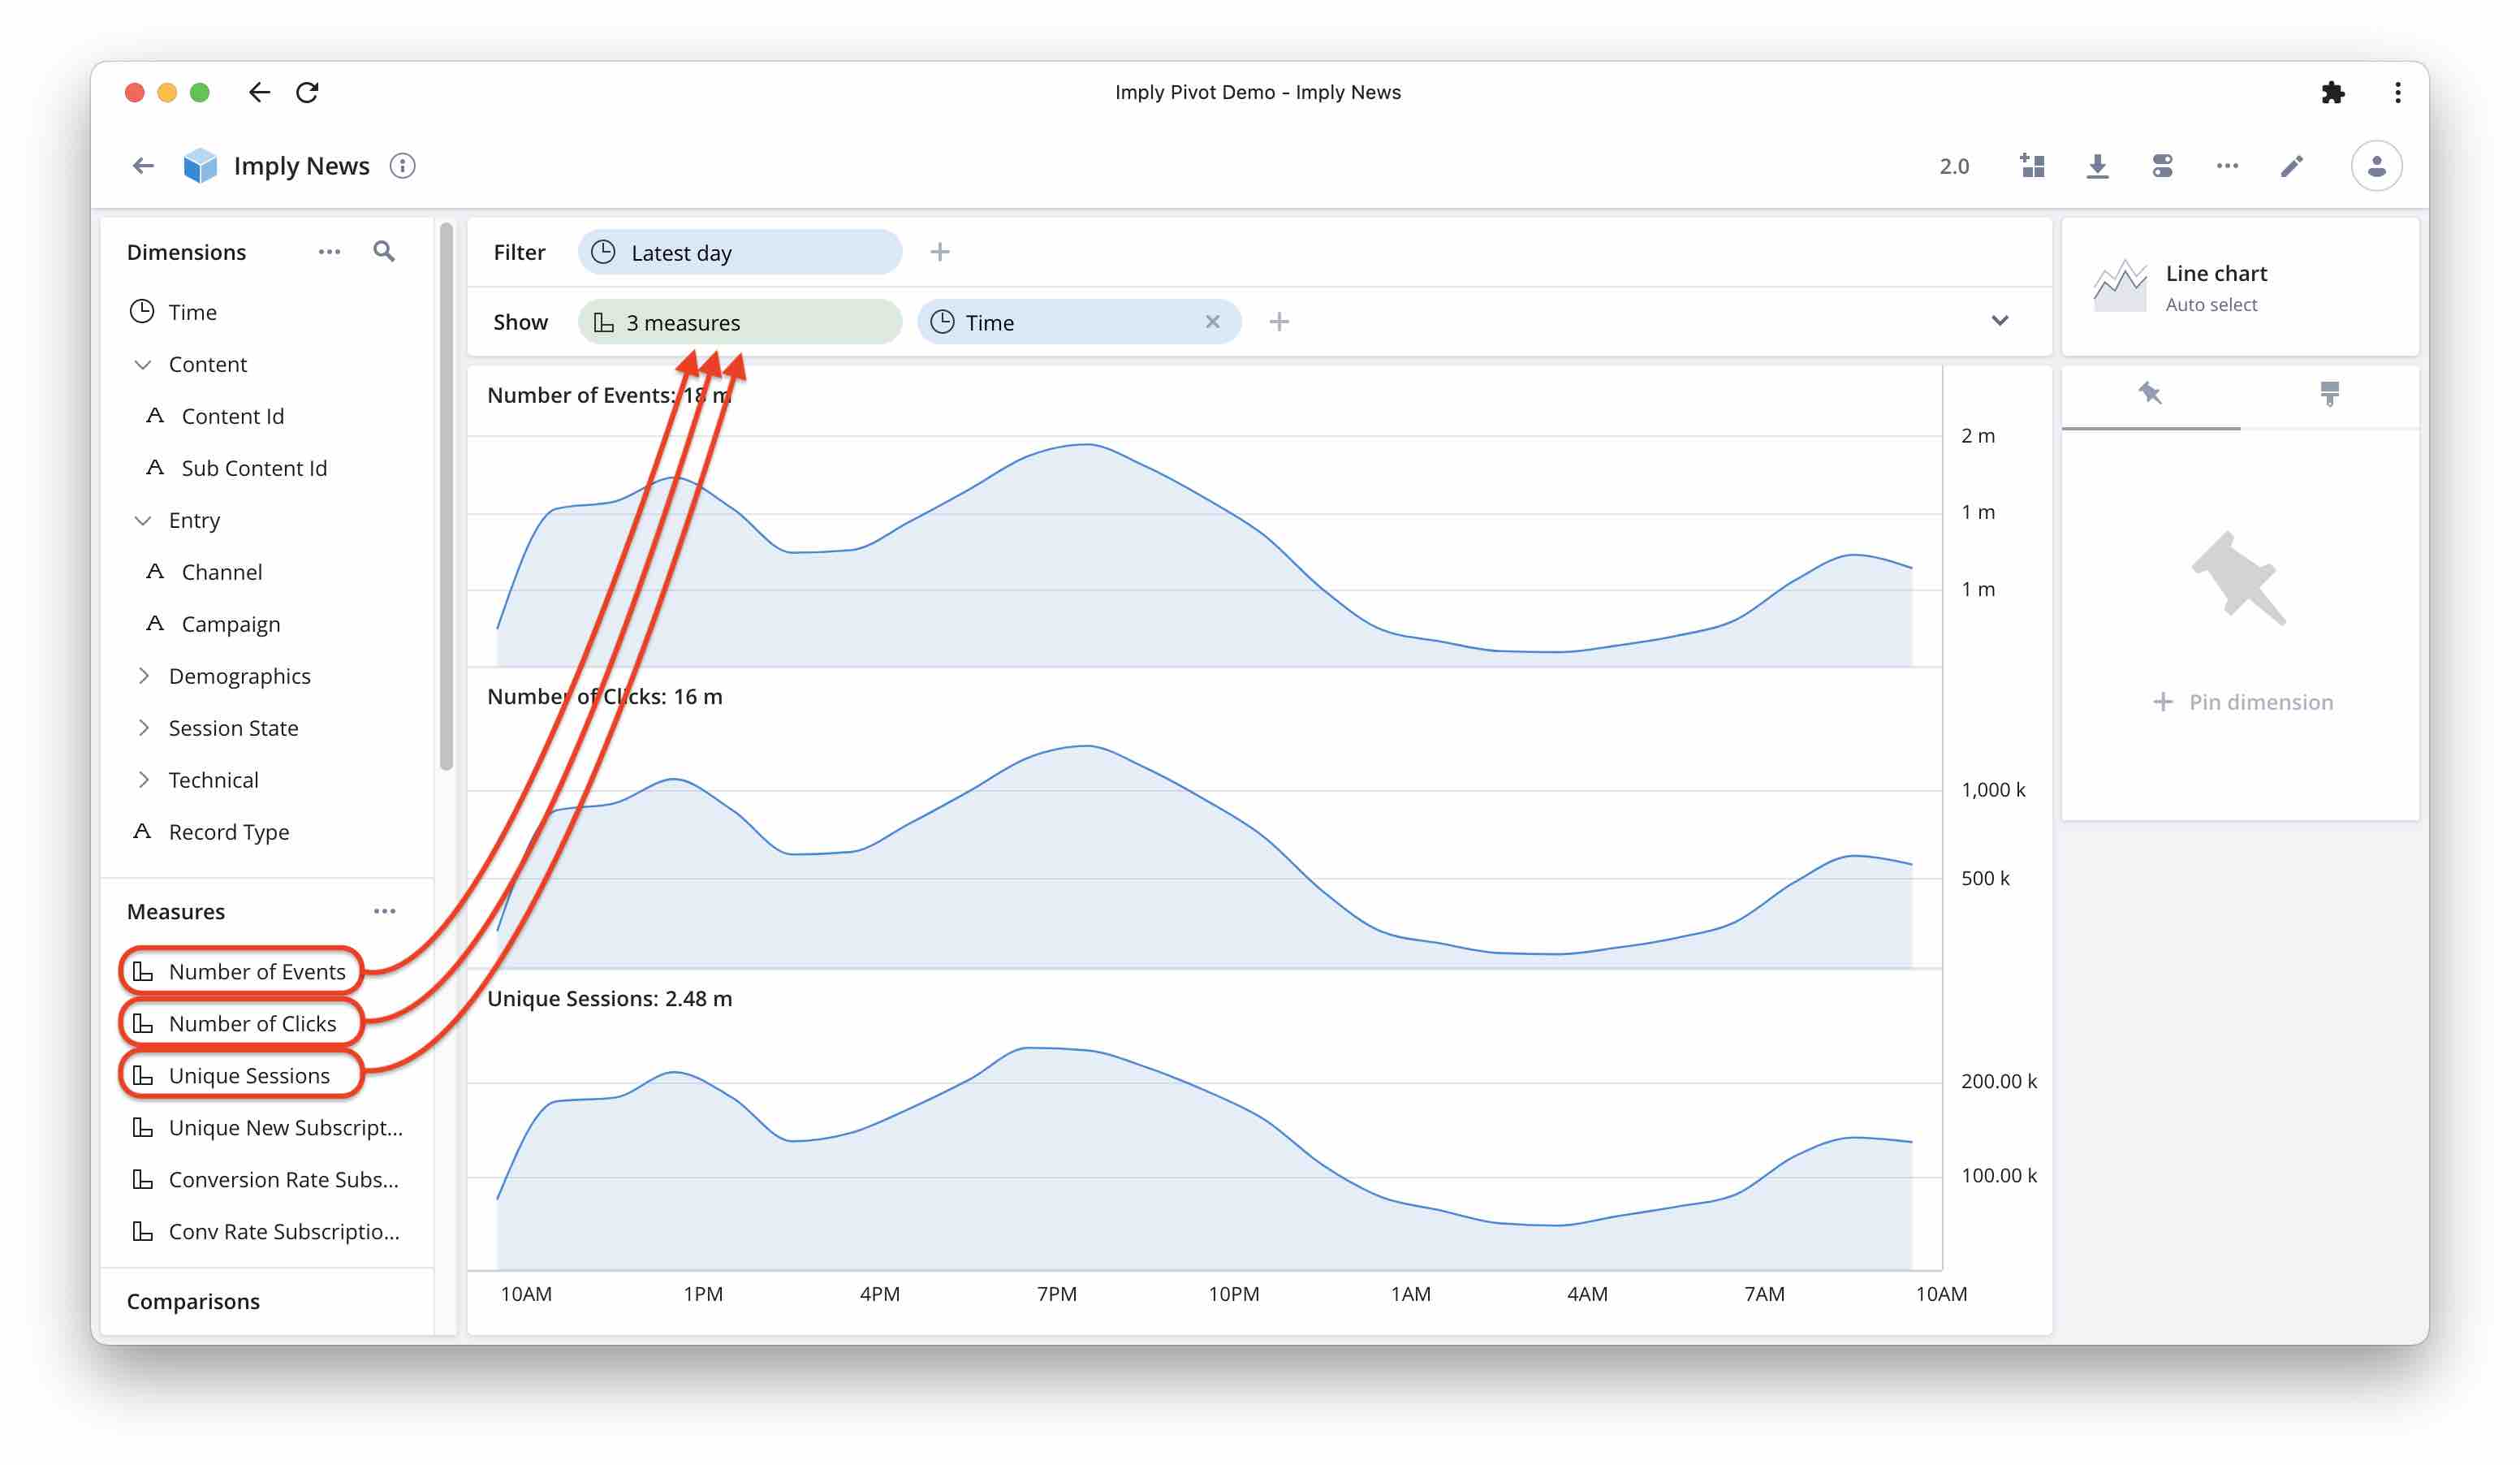 Imply Pivot Demo - Imply News
Imply News
2.0
Dimensions
Time
Content
Content Id
Sub Content Id
Entry
Channel
Campaign
Demographics
Session State
Technical
Record Type
Measures
Number of Events
Number of Clicks
Unique Sessions
Unique New Subscript...
Conversion Rate Subs...
Conv Rate Subscriptio...
Comparisons
Filter
Latest day
Show
3 measures
Time
Number of Events: 18 m
2 m
1 m
1 m
Number of Clicks: 16 m
1,000 k
500 k
Unique Sessions: 2.48 m
200.00 k
100.00 k
10AM 1PM 4PM 7PM 10PM 1AM 4AM 7AM 10AM
Line chart
Auto select
Pin dimension